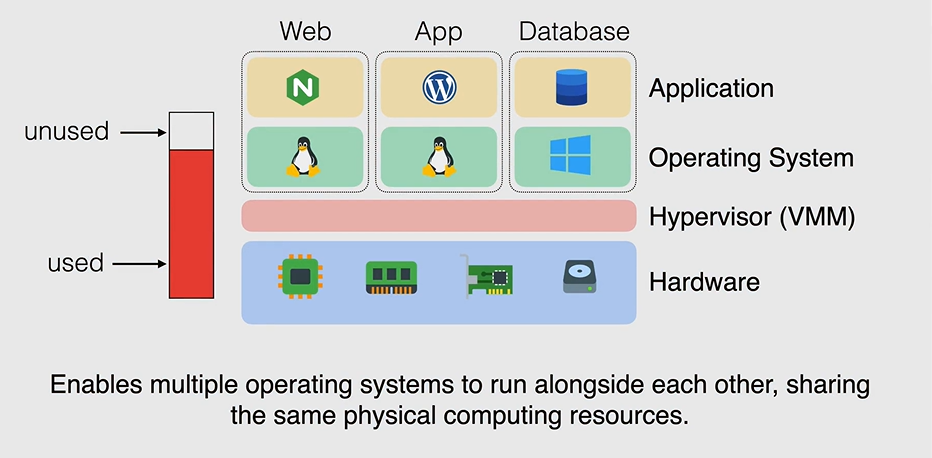 Web
App
Database
Application
unused
Operating System
Hypervisor (VMM)
used
Hardware
Enables multiple operating systems to run alongside each other, sharing
the same physical computing resources.